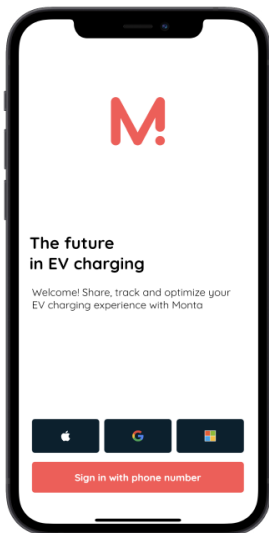 M
The future
in EV charging
Welcome! Share, track and optimize your
EV charging experience with Monta
Sign in with phone number